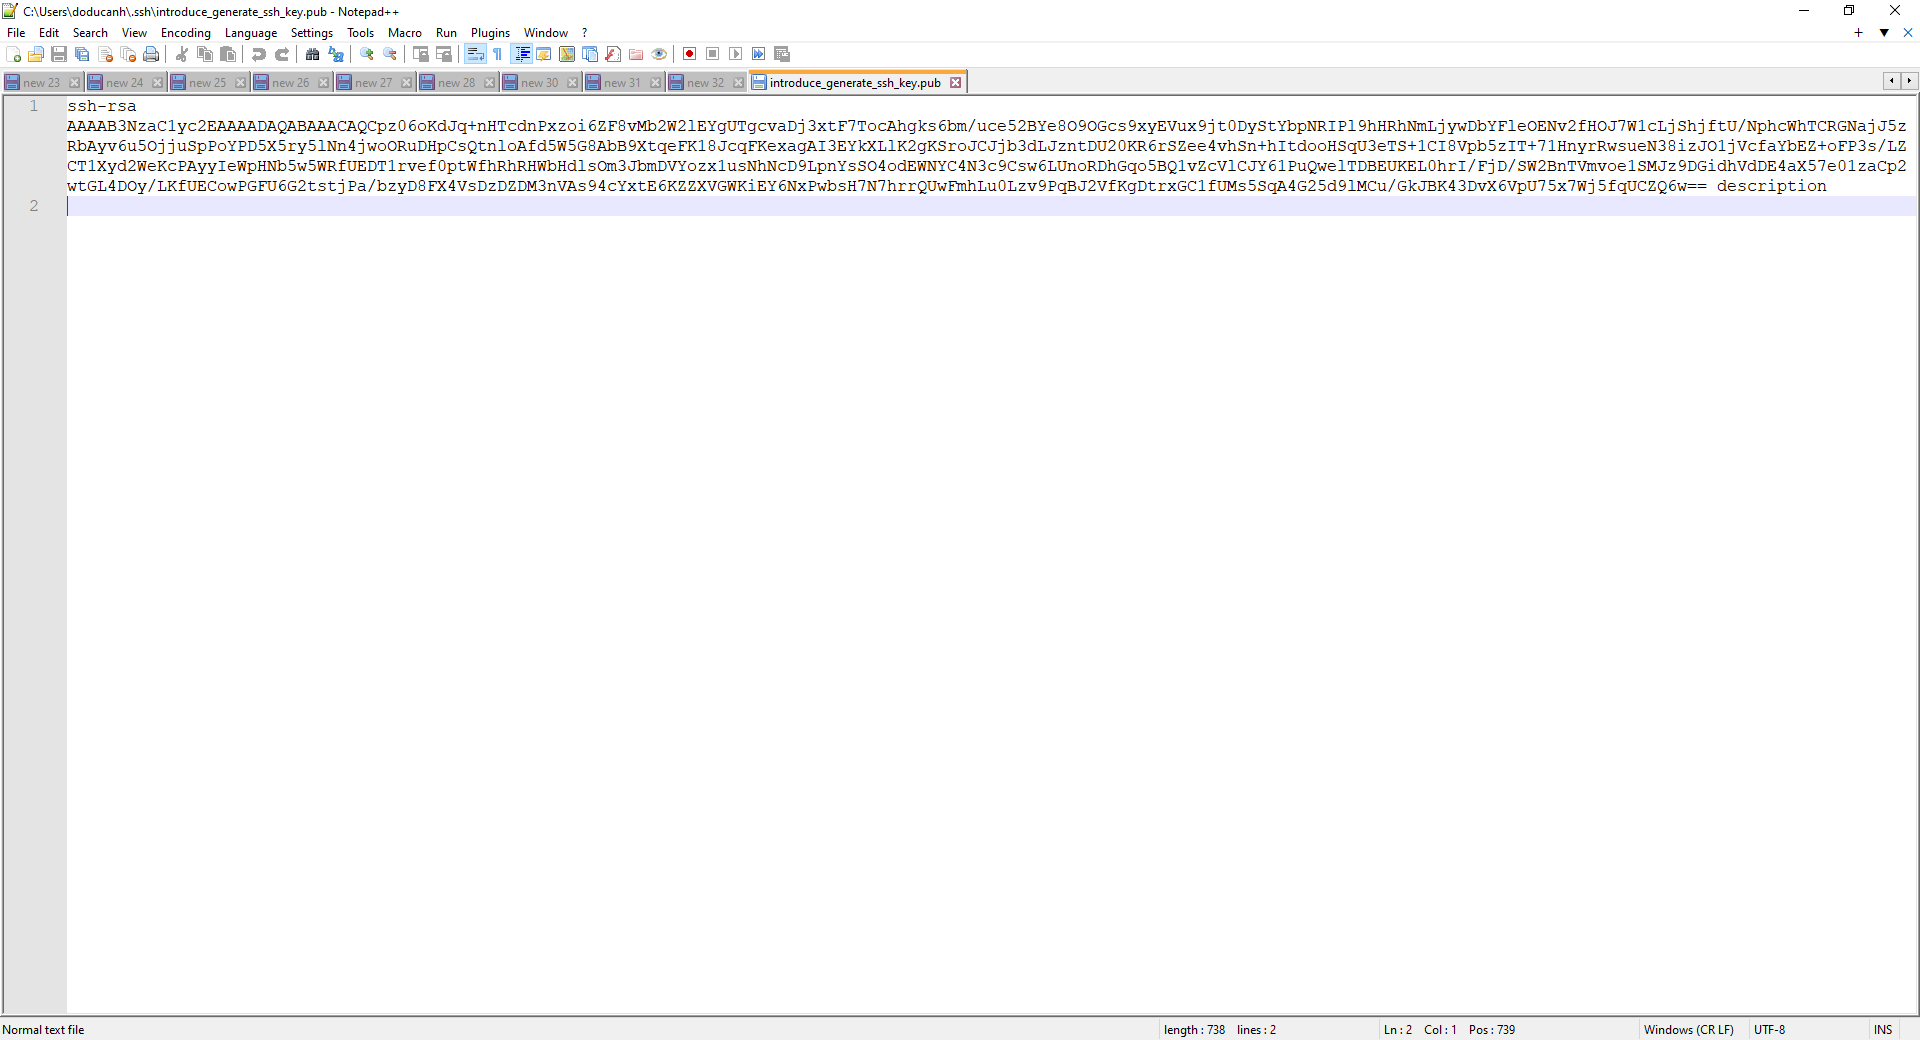 C:\Users\doducanh\.ssh\introduce_generate_ssh_key.pub - Notepad++
File Edit Search View Encoding Language Settings Tools Macro Run Plugins Window ?
new 23 new 24 new 25 new 26 new 27 new 28 new 30 new 31 new 32 introduce_generate_ssh_key.pub
1 ssh-rsa
AAAAB3NzaC1yc2EAAAADAQABAAACAQCpz06oKdJq+nHTcdnPxzoi6ZF8vMb2W2lEYgUTgcvaDj3xtF7TocAhgks6bm/uce52BYe8O9OGcs9xyEVux9jt0DyStYbpNRIPl9hHRhNmLjywDbYFleOENv2fHOJ7W1cLjShjftU/NphcWhTCRGNajJ5z
RbAyv6u5OjjuSpPoYPD5X5ry5lNn4jwoORuDHpCsQtnloAfd5W5G8AbB9XtqeFK18JcqFKexagAI3EYkXLlK2gKSroJCJjb3dLJzntDU20KR6rSZee4vhSn+hItdooHSqU3eTS+1CI8Vpb5zIT+71HnyrRwsueN38izJO1jVcfaYbEZ+oFP3s/LZ
CT1Xyd2WeKcPAyyIeWpHNb5w5WRfUEDT1rvef0ptWfhRhRHWbHdlsOm3JbmDVYozx1usNhNcD9LpnYsSO4odEWNYC4N3c9Csw6LUnoRDhGqo5BQ1vZcVlCJY61PuQwelTDBEUKEL0hrI/FjD/SW2BnTVmvoe1SMJz9DGidhVdDE4aX57e01zaCp2
wtGL4DOy/LKfUECowPGFU6G2tstjPa/bzyD8FX4VsDzDZDM3nVAs94cYxtE6KZZXVGWKiEY6NxPwbsH7N7hrrQUwFmhLu0Lzv9PqBJ2VfKgDtrxGC1fUMs5SqA4G25d9lMCu/GkJBK43DvX6VpU75x7Wj5fqUCZQ6w== description
2
Normal text file length : 738 lines : 2 Ln : 2 Col : 1 Pos : 739 Windows (CR LF) UTF-8 INS